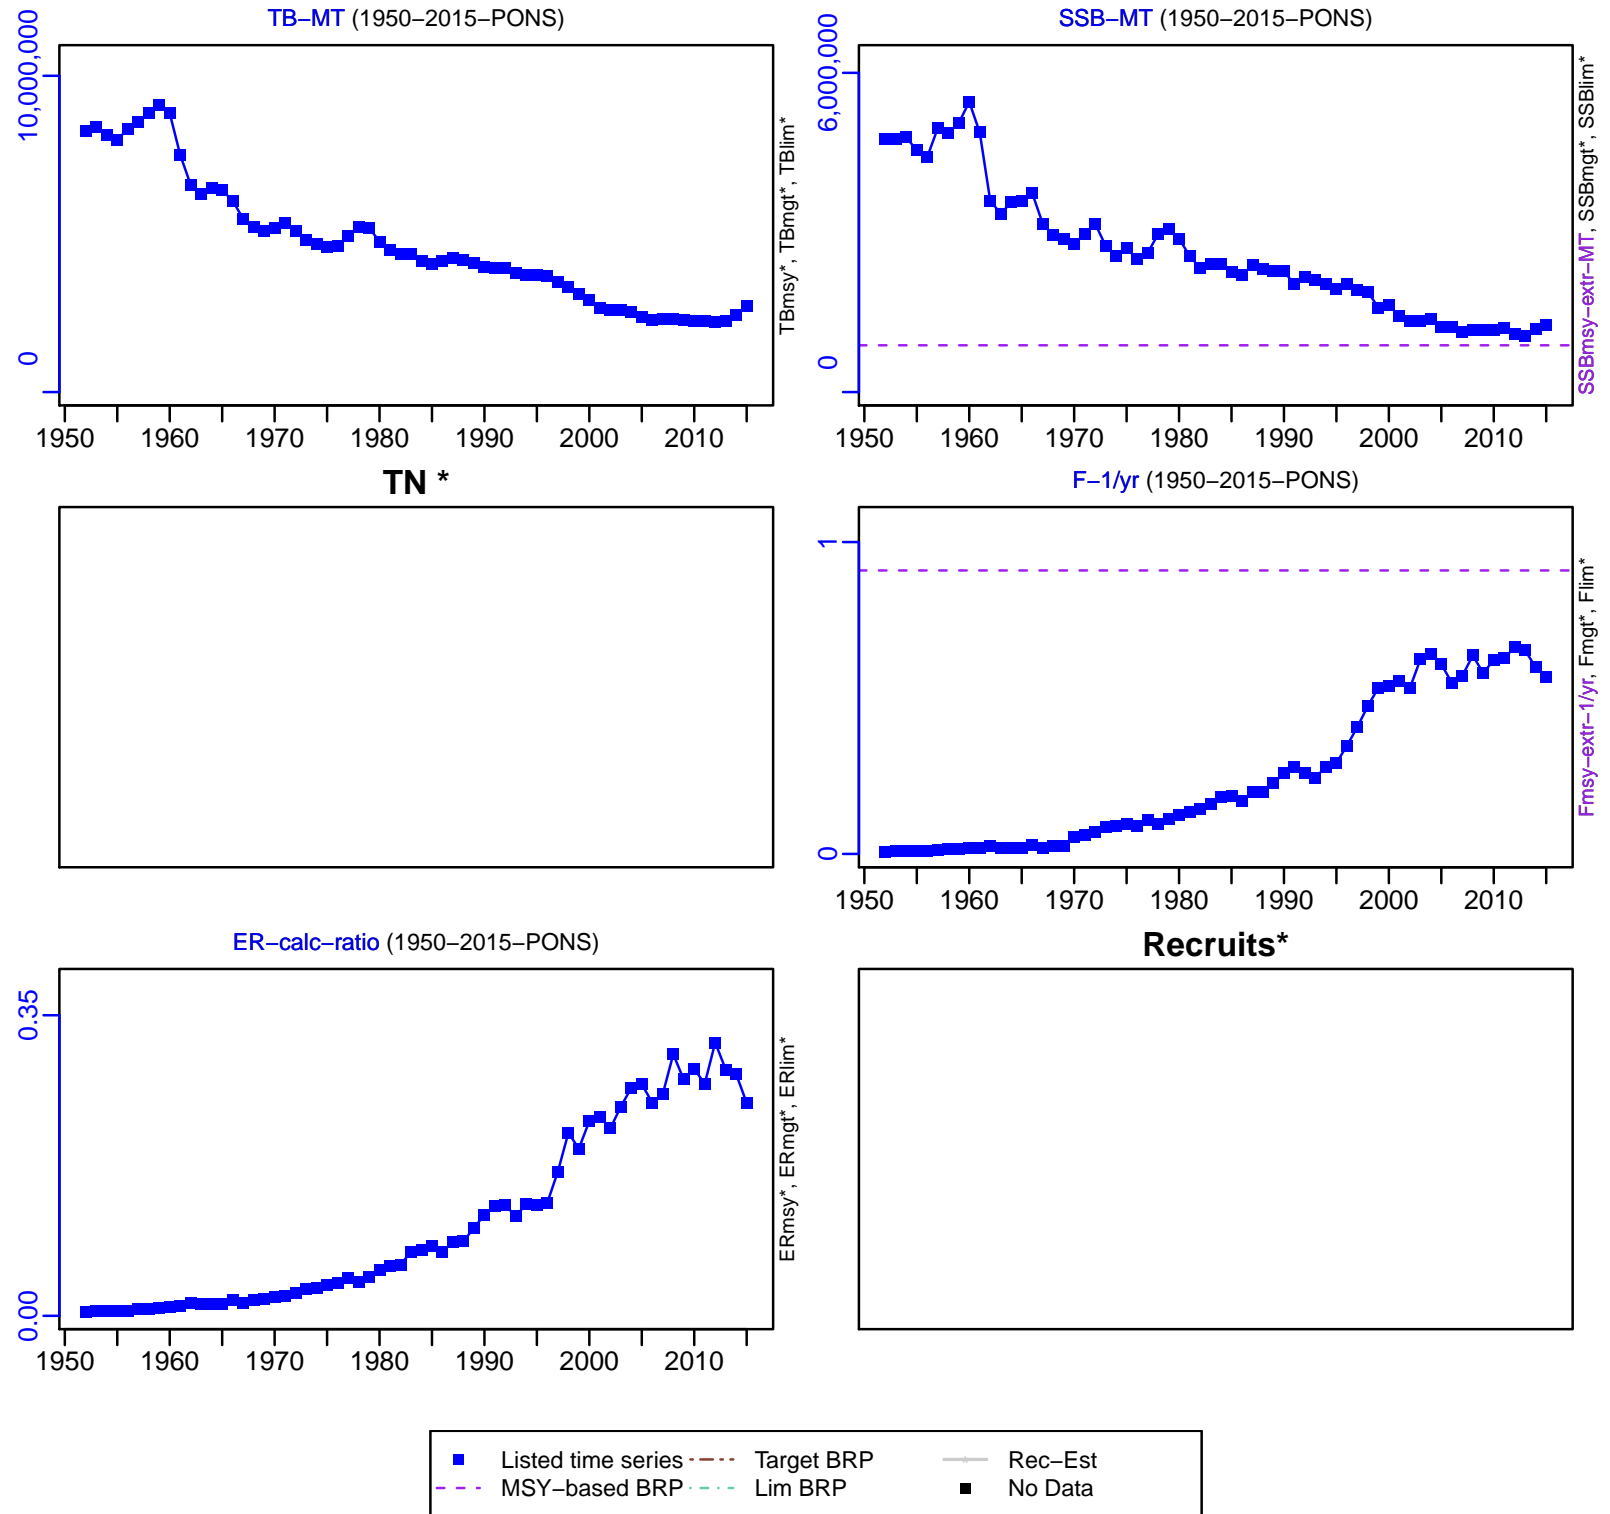 TB−MT (1950−2015−PONS)
10,000,000
0
TBmsy*, TBmgt*, TBlim*
1950 1960 1970 1980 1990 2000 2010
SSB−MT (1950−2015−PONS)
6,000,000
0
SSBmsy−extr−MT, SSBmgt*, SSBlim*
1950 1960 1970 1980 1990 2000 2010
TN *
F−1/yr (1950−2015−PONS)
1
0
Fmsy−extr−1/yr, Fmgt*, Flim*
1950 1960 1970 1980 1990 2000 2010
ER−calc−ratio (1950−2015−PONS)
0.35
0.00
ERmsy*, ERmgt*, ERlim*
1950 1960 1970 1980 1990 2000 2010
Recruits*
Listed time series Target BRP Rec−Est
MSY−based BRP Lim BRP No Data